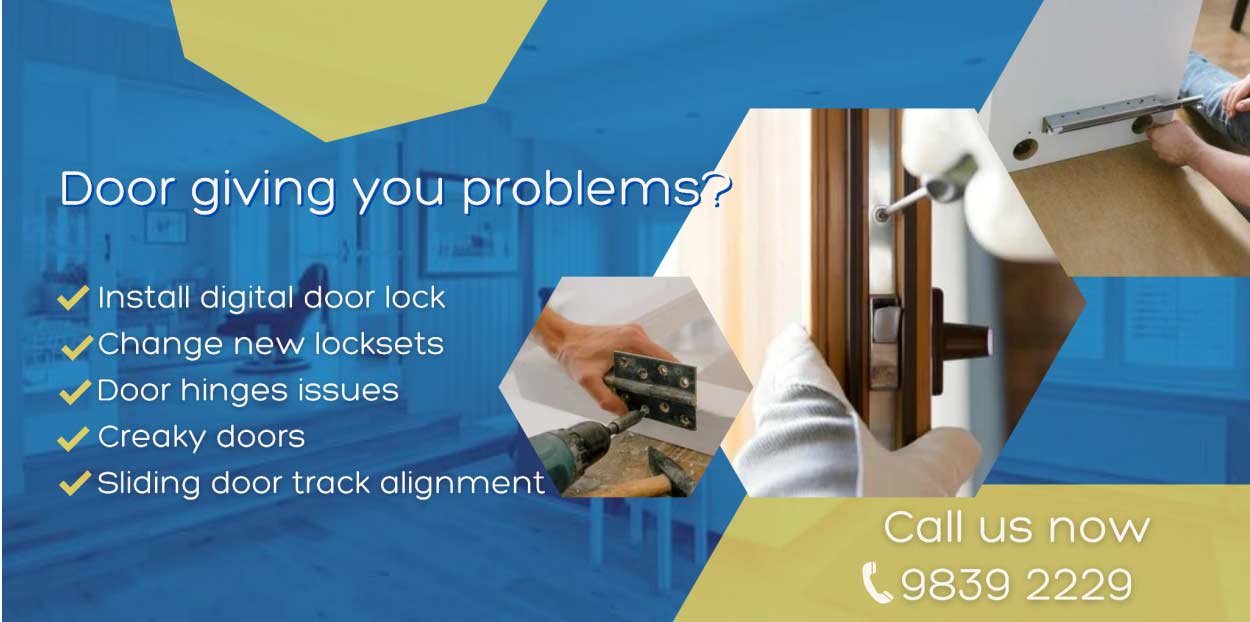 Door giving you problems?
Install digital door lock
Change new locksets
Door hinges issues
Creaky doors
Sliding door track alignment
Call us now
9839 2229